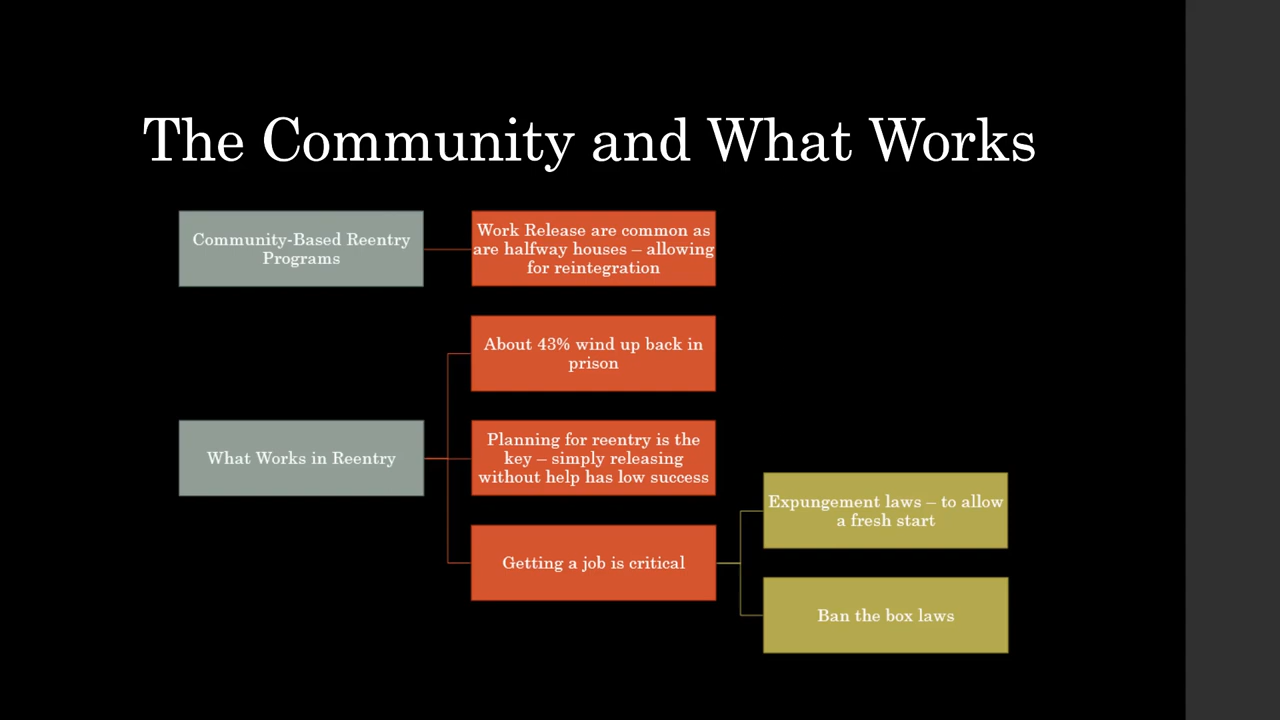 The Community and What Works
Community-Based Reentry
Programs
Work Release are common as
are halfway houses – allowing
for reintegration
About 43% wind up back in
prison
What Works in Reentry
Planning for reentry is the
key – simply releasing
without help has low success
Getting a job is critical
Expungement laws – to allow
a fresh start
Ban the box laws